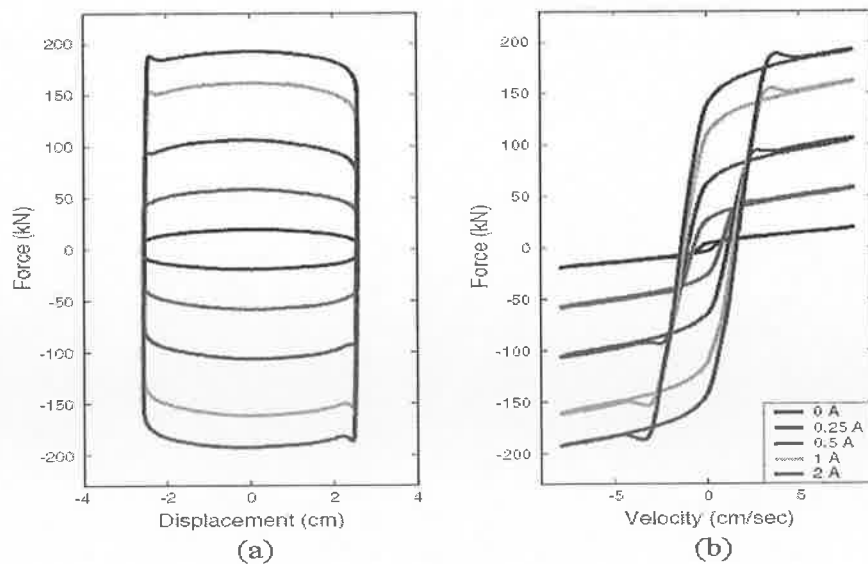 200
150
100
50
0
-50
-100
-150
-200
Force (kN)
-4
-2
0
2
4
Displacement (cm)
(a)
200
150
100
50
0
-50
-100
-150
-200
Force (kN)
-5
0
5
Velocity (cm/sec)
0 A
0.25 A
0.5 A
1 A
2 A
(b)